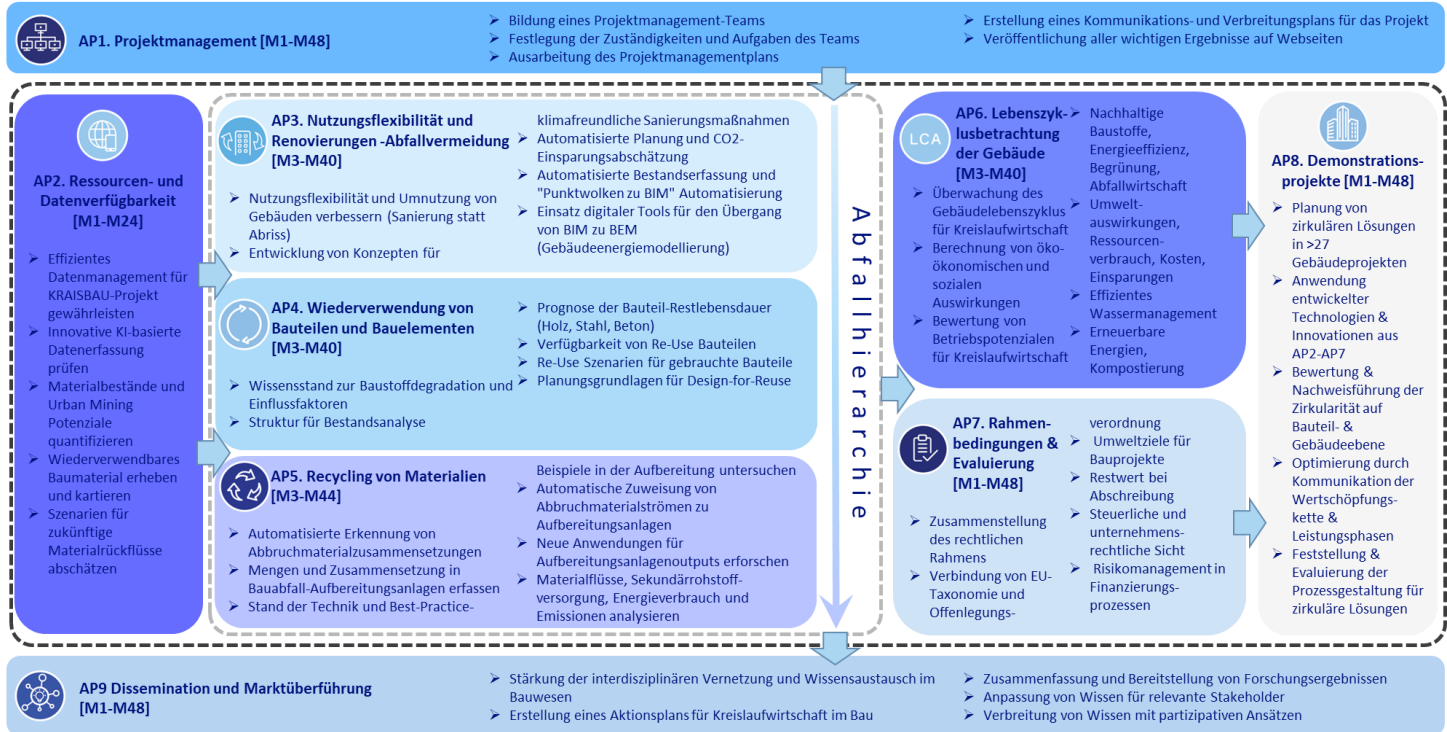 AP1. Projektmanagement [M1-M48]
➢ Bildung eines Projektmanagement-Teams
➢ Festlegung der Zuständigkeiten und Aufgaben des Teams
➢ Ausarbeitung des Projektmanagementplans
➢ Erstellung eines Kommunikations- und Verbreitungsplans für das Projekt
➢ Veröffentlichung aller wichtigen Ergebnisse auf Webseiten
AP2. Ressourcen- und
Datenverfügbarkeit
[M1-M24]
➢ Effizientes
Datenmanagement für
KRAISBAU-Projekt
gewährleisten
➢ Innovative KI-basierte
Datenerfassung
prüfen
➢ Materialbestände und
Urban Mining
Potenziale
quantifizieren
➢ Wiederverwendbares
Baumaterial erheben
und kartieren
➢ Szenarien für
zukünftige
Materialrückflüsse
abschätzen
AP3. Nutzungsflexibilität und
Renovierungen -Abfallvermeidung
[M3-M40]
➢ Nutzungsflexibilität und Umnutzung von
Gebäuden verbessern (Sanierung statt
Abriss)
➢ Entwicklung von Konzepten für
klimafreundliche Sanierungsmaßnahmen
➢ Automatisierte Planung und CO2-
Einsparungsabschätzung
➢ Automatisierte Bestandserfassung und
"Punktwolken zu BIM" Automatisierung
➢ Einsatz digitaler Tools für den Übergang
von BIM zu BEM
(Gebäudeenergiemodellierung)
AP4. Wiederverwendung von
Bauteilen und Bauelementen
[M3-M40]
➢ Wissensstand zur Baustoffdegradation und
Einflussfaktoren
➢ Struktur für Bestandsanalyse
➢ Prognose der Bauteil-Restlebensdauer
(Holz, Stahl, Beton)
➢ Verfügbarkeit von Re-Use Bauteilen
➢ Re-Use Szenarien für gebrauchte Bauteile
➢ Planungsgrundlagen für Design-for-Reuse
AP5. Recycling von Materialien
[M3-M44]
➢ Automatisierte Erkennung von
Abbruchmaterialzusammensetzungen
➢ Mengen und Zusammensetzung in
Bauabfall-Aufbereitungsanlagen erfassen
➢ Stand der Technik und Best-Practice-
Beispiele in der Aufbereitung untersuchen
➢ Automatische Zuweisung von
Abbruchmaterialströmen zu
Aufbereitungsanlagen
➢ Neue Anwendungen für
Aufbereitungsanlagenoutputs erforschen
➢ Materialflüsse, Sekundärrohstoff-
versorgung, Energieverbrauch und
Emissionen analysieren
Abfallhierarchie
LCA
AP6. Lebenszyk-
lusbetrachtung
der Gebäude
[M3-M40]
➢ Überwachung des
Gebäudelebenszyklus
für Kreislaufwirtschaft
➢ Berechnung von öko-
ökonomischen und
sozialen
Auswirkungen
➢ Bewertung von
Betriebspotenzialen
für Kreislaufwirtschaft
➢ Nachhaltige
Baustoffe,
Energieeffizienz,
Begrünung,
Abfallwirtschaft
➢ Umwelt-
auswirkungen,
Ressourcen-
verbrauch, Kosten,
Einsparungen
➢ Effizientes
Wassermanagement
➢ Erneuerbare
Energien,
Kompostierung
AP7. Rahmen-
bedingungen &
Evaluierung
[M1-M48]
➢ Zusammenstellung
des rechtlichen
Rahmens
➢ Verbindung von EU-
Taxonomie und
Offenlegungs-
verordnung
➢ Umweltziele für
Bauprojekte
➢ Restwert bei
Abschreibung
➢ Steuerliche und
unternehmens-
rechtliche Sicht
➢ Risikomanagement in
Finanzierungs-
prozessen
AP8. Demonstrations-
projekte [M1-M48]
➢ Planung von
zirkulären Lösungen
in >27
Gebäudeprojekten
➢ Anwendung
entwickelter
Technologien &
Innovationen aus
AP2-AP7
➢ Bewertung &
Nachweisführung der
Zirkularität auf
Bauteil- &
Gebäudeebene
➢ Optimierung durch
Kommunikation der
Wertschöpfungs-
kette &
Leistungsphasen
➢ Feststellung &
Evaluierung der
Prozessgestaltung für
zirkuläre Lösungen
AP9 Dissemination und Marktüberführung
[M1-M48]
➢ Stärkung der interdisziplinären Vernetzung und Wissensaustausch im
Bauwesen
➢ Erstellung eines Aktionsplans für Kreislaufwirtschaft im Bau
➢ Zusammenfassung und Bereitstellung von Forschungsergebnissen
➢ Anpassung von Wissen für relevante Stakeholder
➢ Verbreitung von Wissen mit partizipativen Ansätzen